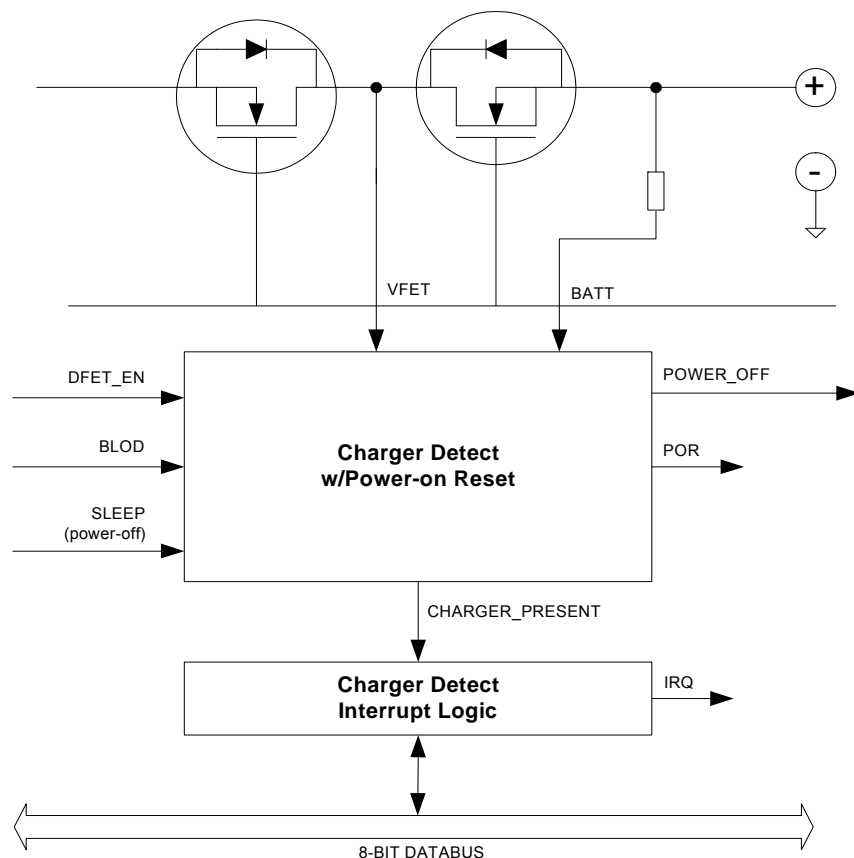 +
-
VFET
BATT
DFET_EN
POWER_OFF
BLOD
Charger Detect
w/Power-on Reset
POR
SLEEP
(power-off)
CHARGER_PRESENT
Charger Detect
Interrupt Logic
IRQ
8-BIT DATABUS